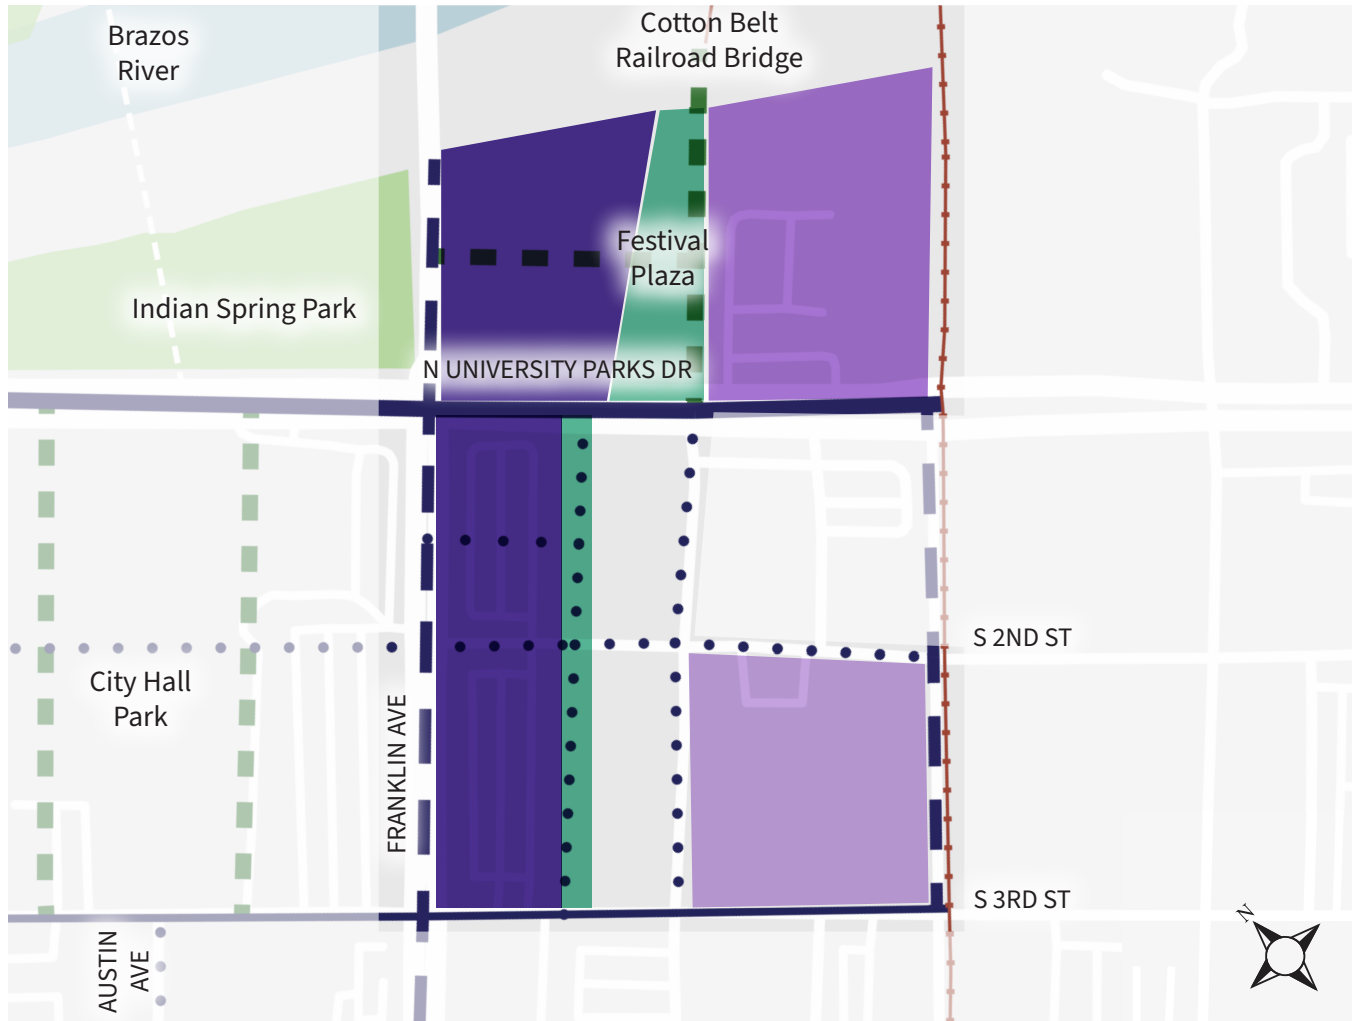 Cotton Belt
Railroad Bridge
Brazos
River
Festival
Plaza
Indian Spring Park
N UNIVERSITY PARKS DR
S 2ND ST
City Hall
Park
FRANKLIN AVE
S 3RD ST
AUSTIN
AVE
N